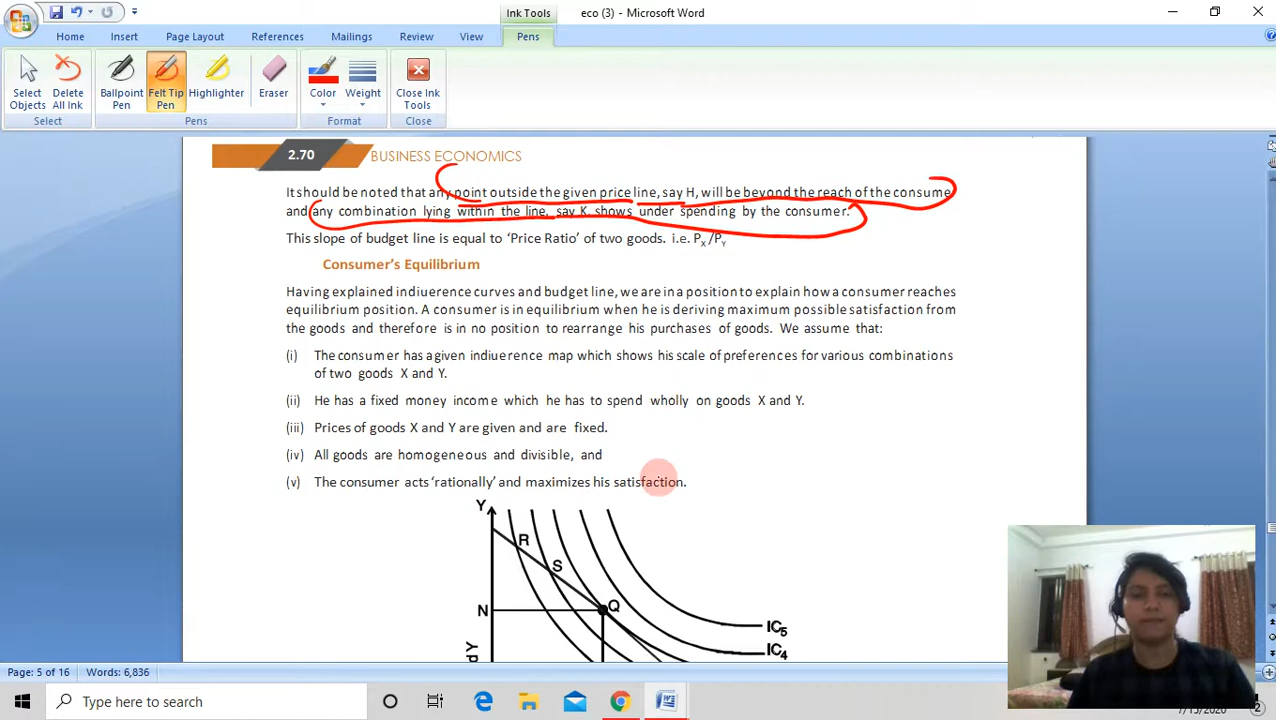 Ink Tools
eco (3) - Microsoft Word
Home Insert Page Layout References Mailings Review View Pens
Select Objects
Delete All Ink
Ballpoint Pen
Felt Tip Pen
Highlighter
Eraser
Color
Weight
Close Ink Tools
Select Pens Format Close
2.70 BUSINESS ECONOMICS
It should be noted that any point outside the given price line, say H, will be beyond the reach of the consume
and any combination lying within the line, say K, shows under spending by the consumer.
This slope of budget line is equal to ‘Price Ratio’ of two goods. i.e. PX /PY
Consumer’s Equilibrium
Having explained indiuerence curves and budget line, we are in a position to explain how a consumer reaches
equilibrium position. A consumer is in equilibrium when he is deriving maximum possible satisfaction from
the goods and therefore is in no position to rearrange his purchases of goods. We assume that:
(i) The consumer has a given indiuerence map which shows his scale of preferences for various combinations
of two goods X and Y.
(ii) He has a fixed money income which he has to spend wholly on goods X and Y.
(iii) Prices of goods X and Y are given and are fixed.
(iv) All goods are homogeneous and divisible, and
(v) The consumer acts ‘rationally’ and maximizes his satisfaction.
Y
R
S
N
Q
IC5
IC4
dY
Page: 5 of 16 Words: 6,836
Type here to search
7/15/2020
2